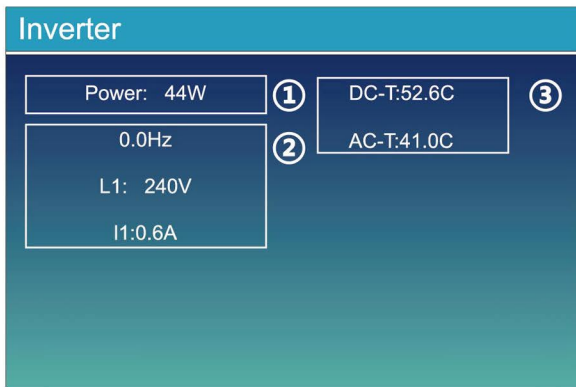 Inverter
Power: 44W
①
0.0Hz
L1: 240V
I1:0.6A
②
DC-T:52.6C
AC-T:41.0C
③